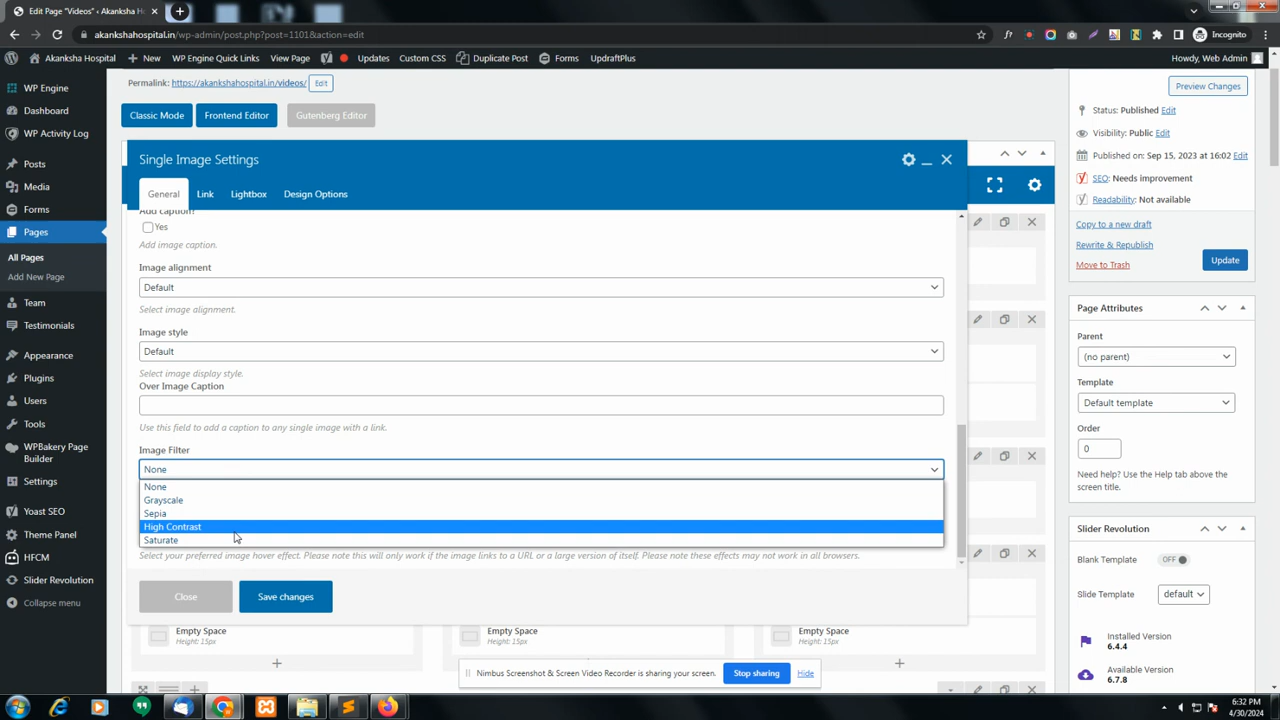 Edit Page "Videos" ‹ Akanksha H
Incognito
akankshahospital.in/wp-admin/post.php?post=1101&action=edit
Akanksha Hospital
New
WP Engine Quick Links
View Page
Updates
Custom CSS
Duplicate Post
Forms
UpdraftPlus
Howdy, Web Admin
WP Engine
Dashboard
WP Activity Log
Posts
Media
Forms
Pages
All Pages
Add New Page
Team
Testimonials
Appearance
Plugins
Users
Tools
WPBakery Page
Builder
Settings
Yoast SEO
Theme Panel
HFCM
Slider Revolution
Collapse menu
Permalink: https://akankshahospital.in/videos/ Edit
Classic Mode
Frontend Editor
Gutenberg Editor
Single Image Settings
General
Link
Lightbox
Design Options
Add caption?
Yes
Add image caption.
Image alignment
Default
Select image alignment.
Image style
Default
Select image display style.
Over Image Caption
Use this field to add a caption to any single image with a link.
Image Filter
None
None
Grayscale
Sepia
High Contrast
Saturate
Select your preferred image hover effect. Please note this will only work if the image links to a URL or a large version of itself. Please note these effects may not work in all browsers.
Close
Save changes
Empty Space
Height: 15px
Empty Space
Height: 15px
Empty Space
Height: 15px
Nimbus Screenshot & Screen Video Recorder is sharing your screen.
Stop sharing
Hide
Preview Changes
Status: Published Edit
Visibility: Public Edit
Published on: Sep 15, 2023 at 16:02 Edit
SEO: Needs improvement
Readability: Not available
Copy to a new draft
Rewrite & Republish
Move to Trash
Update
Page Attributes
Parent
(no parent)
Template
Default template
Order
0
Need help? Use the Help tab above the
screen title.
Slider Revolution
Blank Template
OFF
Slide Template
default
Installed Version
6.4.4
Available Version
6.7.8
6:32 PM
4/30/2024